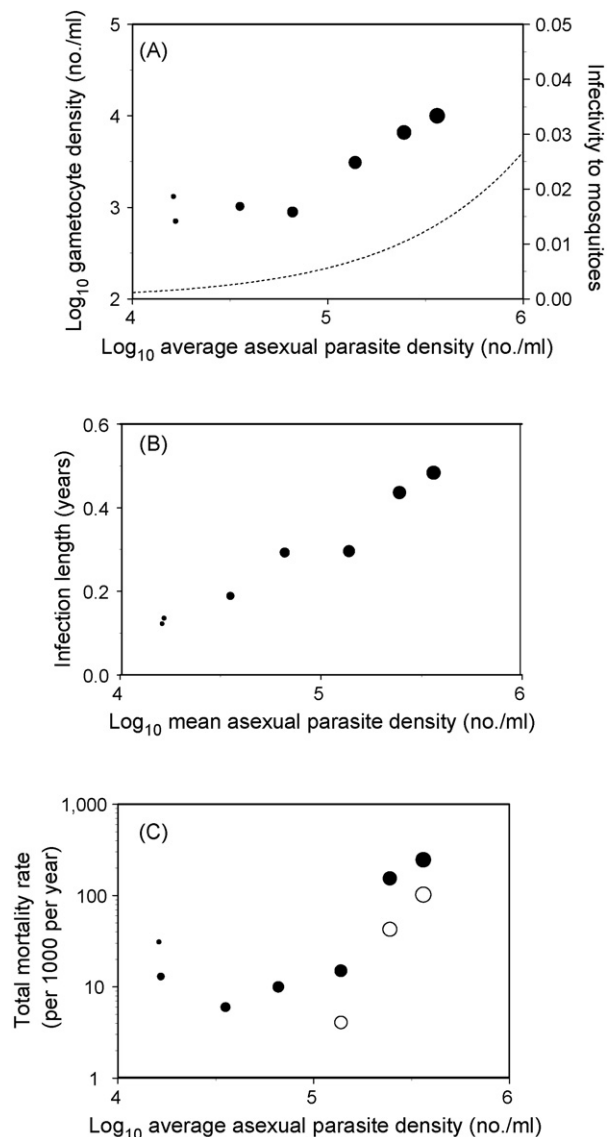 (A)
Log10 gametocyte density (no./ml)
5
4
3
2
Infectivity to mosquitoes
0.05
0.04
0.03
0.02
0.01
0.00
4 5 6
Log10 average asexual parasite density (no./ml)
(B)
Infection length (years)
0.6
0.4
0.2
0.0
4 5 6
Log10 mean asexual parasite density (no./ml)
(C)
Total mortality rate
(per 1000 per year)
1,000
100
10
1
4 5 6
Log10 average asexual parasite density (no./ml)